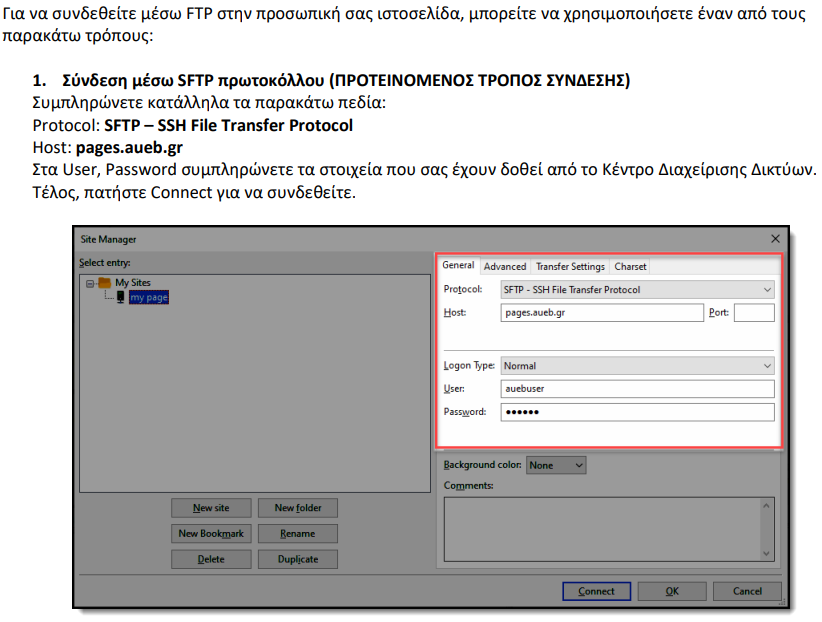 Για να συνδεθείτε μέσω FTP στην προσωπική σας ιστοσελίδα, μπορείτε να χρησιμοποιήσετε έναν από τους
παρακάτω τρόπους:
1. Σύνδεση μέσω SFTP πρωτοκόλλου (ΠΡΟΤΕΙΝΟΜΕΝΟΣ ΤΡΟΠΟΣ ΣΥΝΔΕΣΗΣ)
Συμπληρώνετε κατάλληλα τα παρακάτω πεδία:
Protocol: SFTP – SSH File Transfer Protocol
Host: pages.aueb.gr
Στα User, Password συμπληρώνετε τα στοιχεία που σας έχουν δοθεί από το Κέντρο Διαχείρισης Δικτύων.
Τέλος, πατήστε Connect για να συνδεθείτε.
Site Manager
Select entry:
My Sites
my page
New site New folder
New Bookmark Rename
Delete Duplicate
General Advanced Transfer Settings Charset
Protocol: SFTP - SSH File Transfer Protocol
Host: pages.aueb.gr Port:
Logon Type: Normal
User: auebuser
Password: ●●●●●●
Background color: None
Comments:
Connect OK Cancel